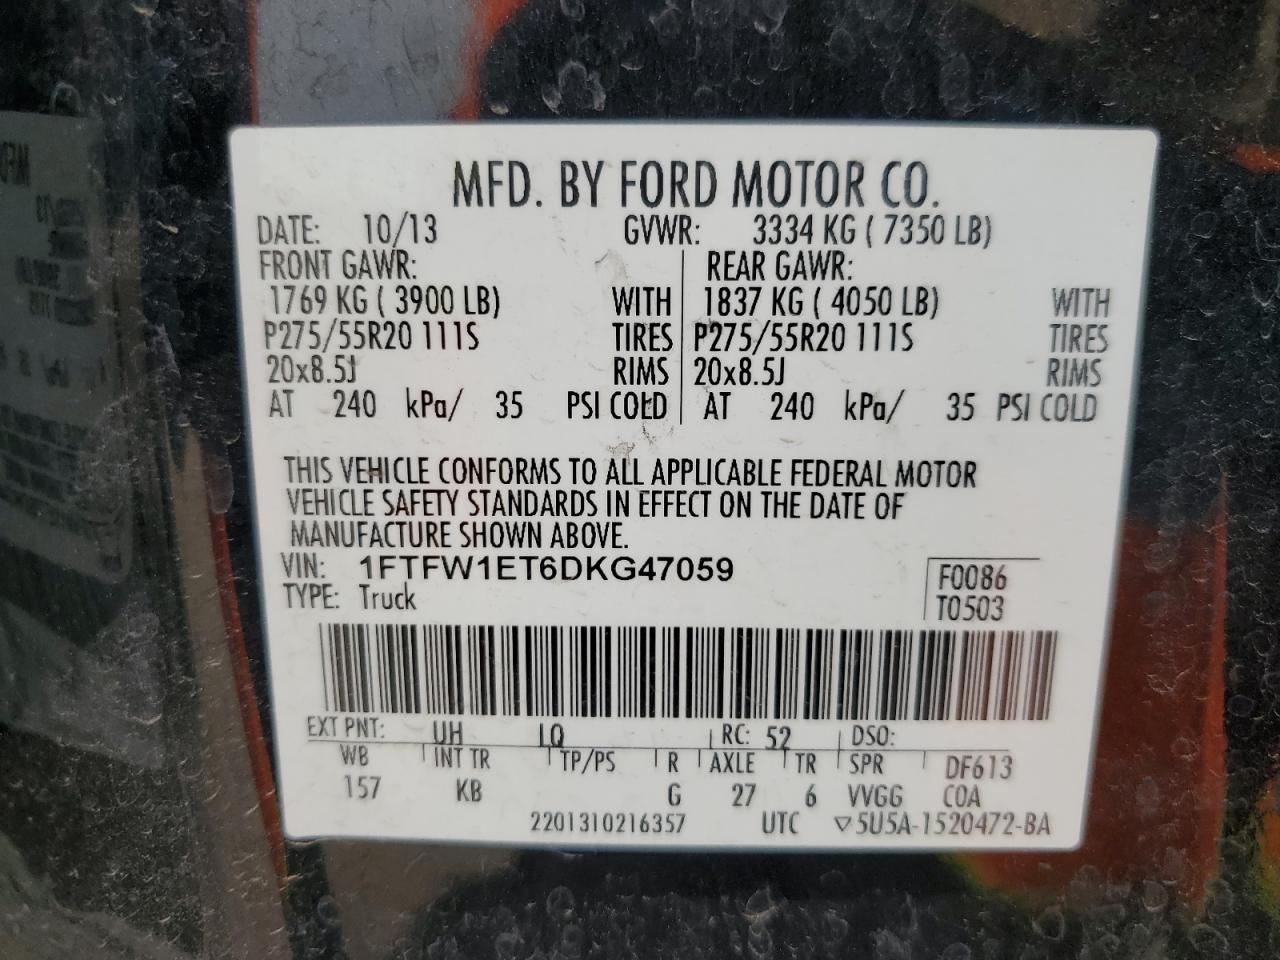 MFD. BY FORD MOTOR CO.
DATE: 10/13 GVWR: 3334 KG ( 7350 LB)
FRONT GAWR: REAR GAWR:
1769 KG ( 3900 LB) WITH 1837 KG ( 4050 LB) WITH
P275/55R20 111S TIRES P275/55R20 111S TIRES
20x8.5J RIMS 20x8.5J RIMS
AT 240 kPa/ 35 PSI COLD AT 240 kPa/ 35 PSI COLD
THIS VEHICLE CONFORMS TO ALL APPLICABLE FEDERAL MOTOR
VEHICLE SAFETY STANDARDS IN EFFECT ON THE DATE OF
MANUFACTURE SHOWN ABOVE.
VIN: 1FTFW1ET6DKG47059
TYPE: Truck
F0086
T0503
EXT PNT: UH LQ RC: 52 DSO:
WB INT TR TP/PS R AXLE TR SPR DF613
157 KB G 27 6 VVGG COA
2201310216357 UTC ▽5U5A-1520472-BA